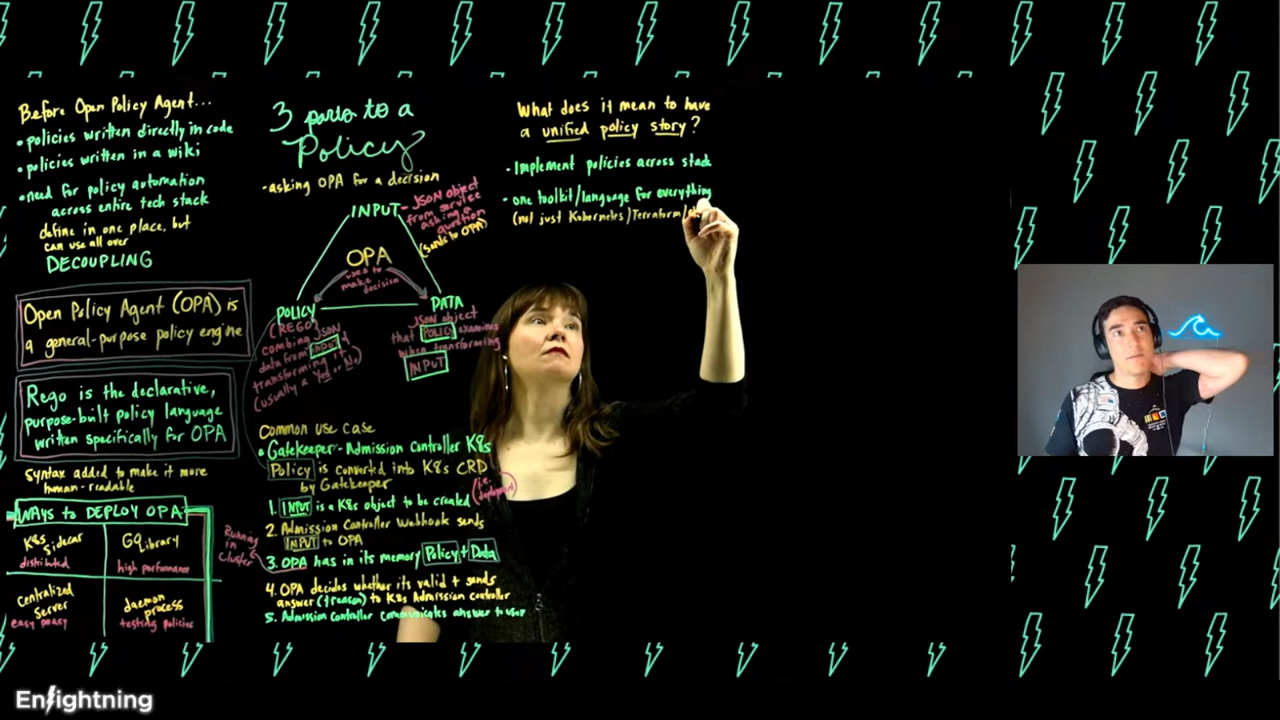 Before Open Policy Agent...
• policies written directly in code
• policies written in a wiki
• need for policy automation
across entire tech stack
define in one place, but
can use all over
DECOUPLING
Open Policy Agent (OPA) is
a general-purpose policy engine
Rego is the declarative,
purpose-built policy language
written specifically for OPA
Syntax added to make it more
human-readable
WAYS to DEPLOY OPA
K8s
Sidecar
distributed
GO Library
high performance
centralized
server
easy peasy
daemon
process
testing policies
3 parts to a
Policy
- asking OPA for a decision
INPUT - JSON object
from service
asking a
question
(sends to OPA)
OPA
uses to
make
decision
POLICY
(REGO)
combining JSON
data from INPUT &
transforming it
(usually a Yes or No)
DATA
JSON object
that POLICY examines
when transforming
INPUT
Common use case
• Gatekeeper - Admission Controller K8s
Policy is converted into K8s CRD
by Gatekeeper
1. INPUT is a K8s object to be created (i.e. deployment)
2. Admission Controller Webhook sends
INPUT to OPA
Running
in
Cluster
3. OPA has in its memory Policy + Data
4. OPA decides whether its valid + sends
answer (+reason) to K8s Admission Controller
5. Admission Controller communicates answer to user
What does it mean to have
a unified policy story?
- Implement policies across stack
- one toolkit/language for everything
(not just Kubernetes/Terraform/
Enlightning